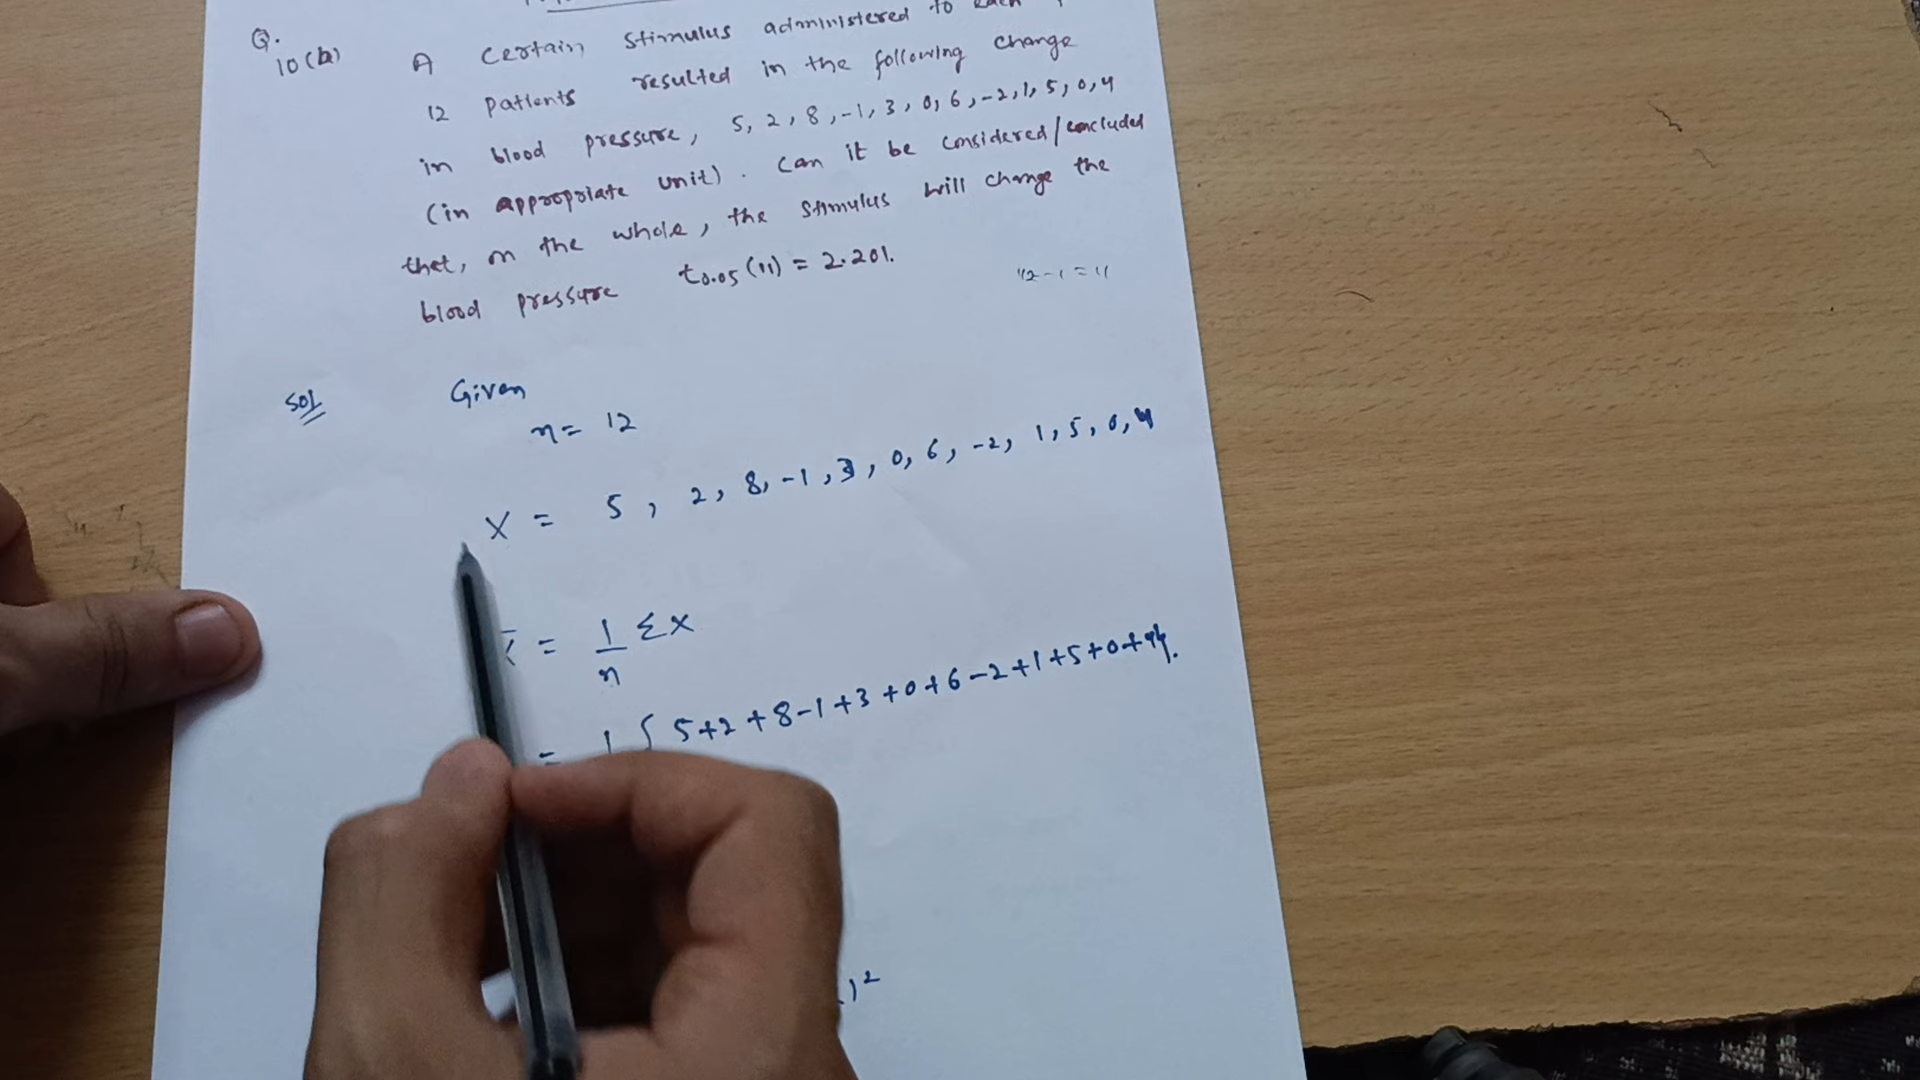 Q.
10(b) A certain stimulus administered to each
12 patients resulted in the following change
in blood pressure, 5, 2, 8, -1, 3, 0, 6, -2, 1, 5, 0, 4
(in appropriate unit). Can it be considered/concluded
that, on the whole, the stimulus will change the
blood pressure t0.05 (11) = 2.201.
12-1 = 11
Sol Given
n = 12
X = 5, 2, 8, -1, 3, 0, 6, -2, 1, 5, 0, 4
= 1/n Σx
= 1 { 5+2+8-1+3+0+6-2+1+5+0+4}.
)²